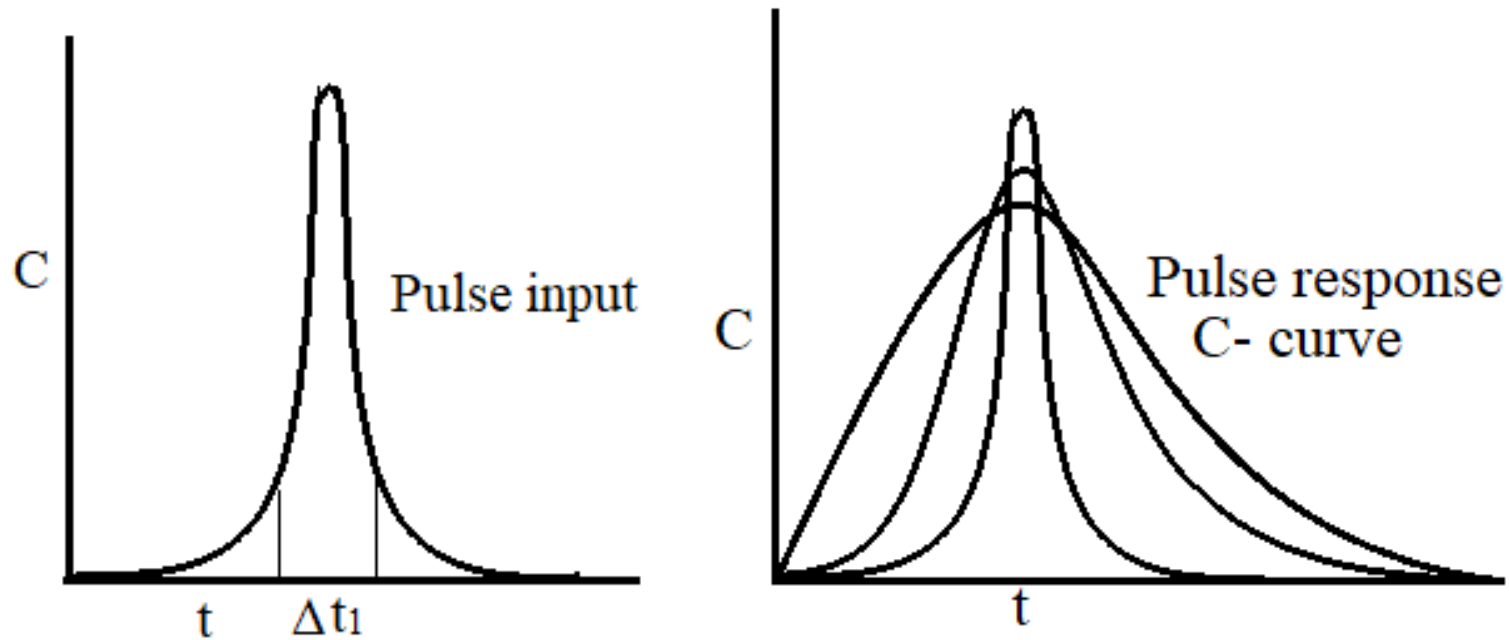 C
Pulse input
t
Δt1
C
Pulse response
C- curve
t